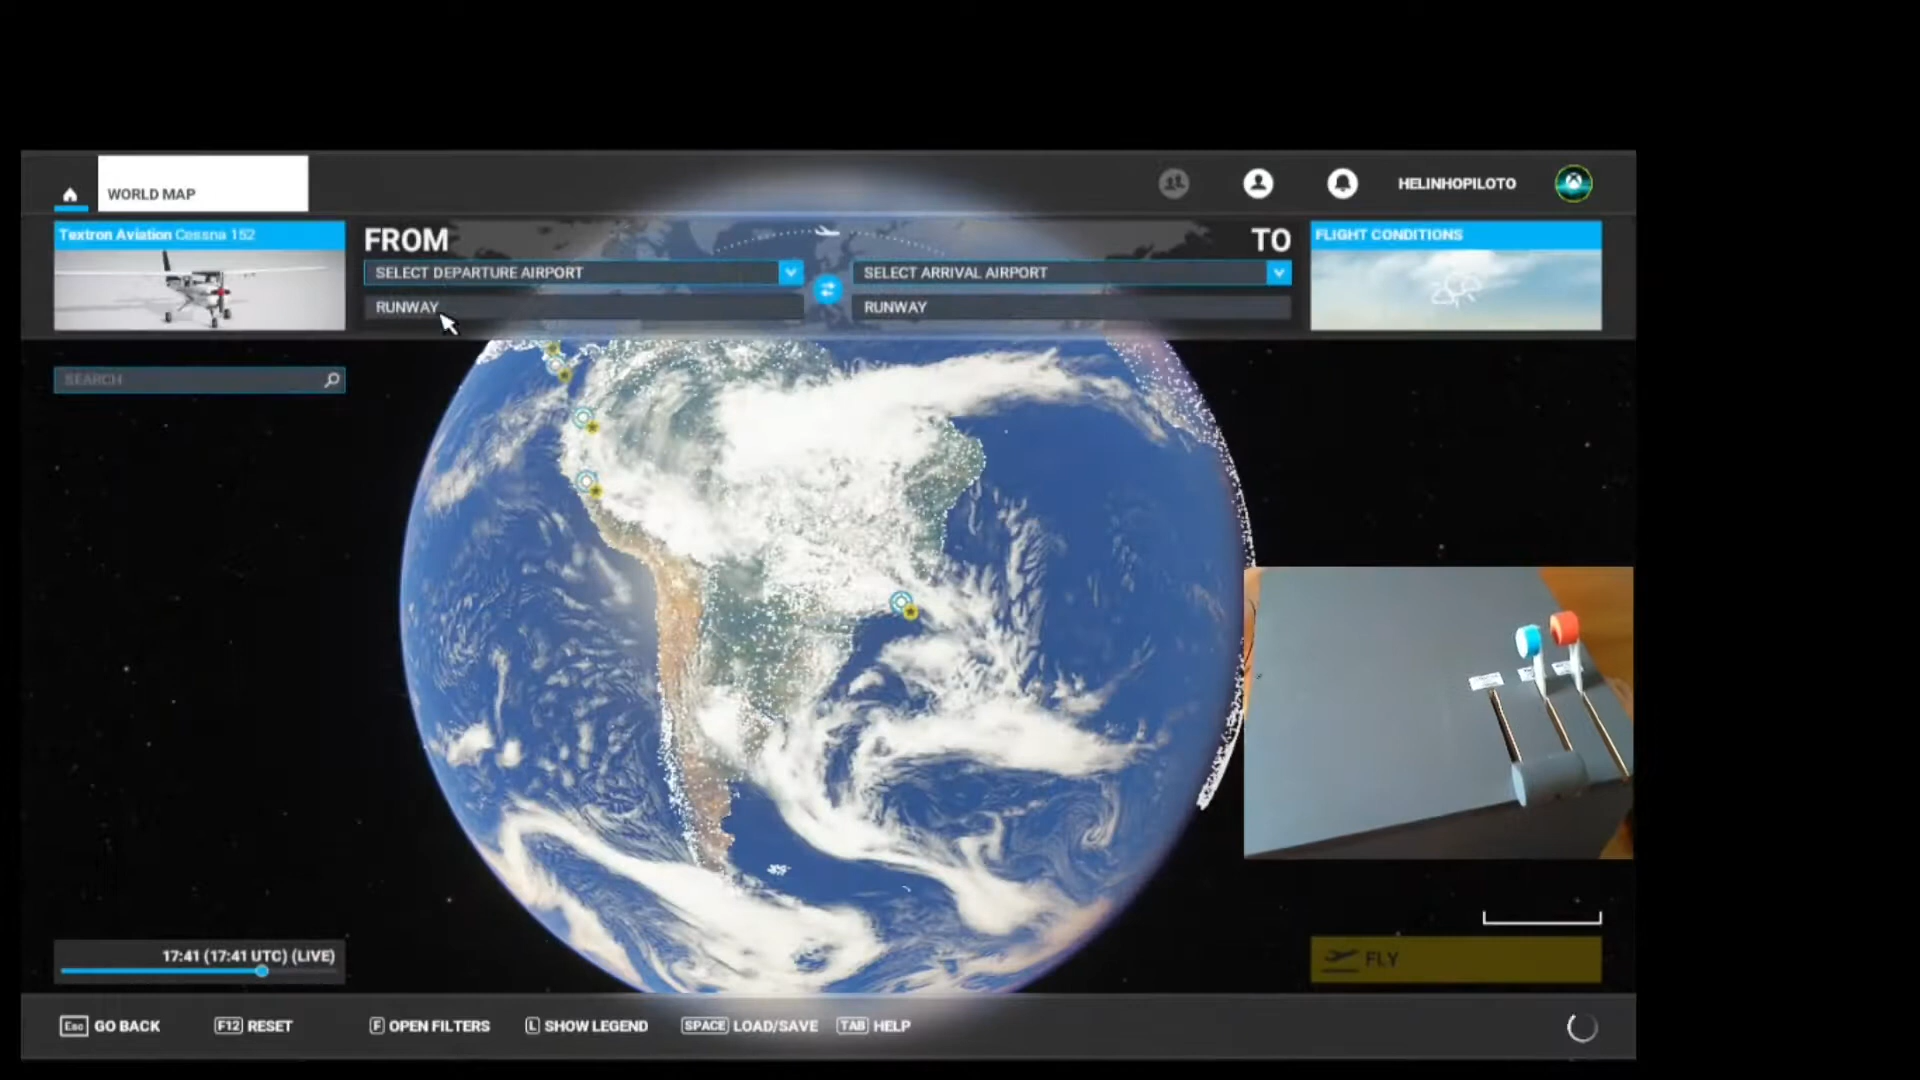 WORLD MAP
HELINHOPILOTO
Textron Aviation Cessna 152
FROM
TO
FLIGHT CONDITIONS
SELECT DEPARTURE AIRPORT
SELECT ARRIVAL AIRPORT
RUNWAY
RUNWAY
SEARCH
17:41 (17:41 UTC) (LIVE)
FLY
Esc GO BACK
F12 RESET
F OPEN FILTERS
L SHOW LEGEND
SPACE LOAD/SAVE
TAB HELP